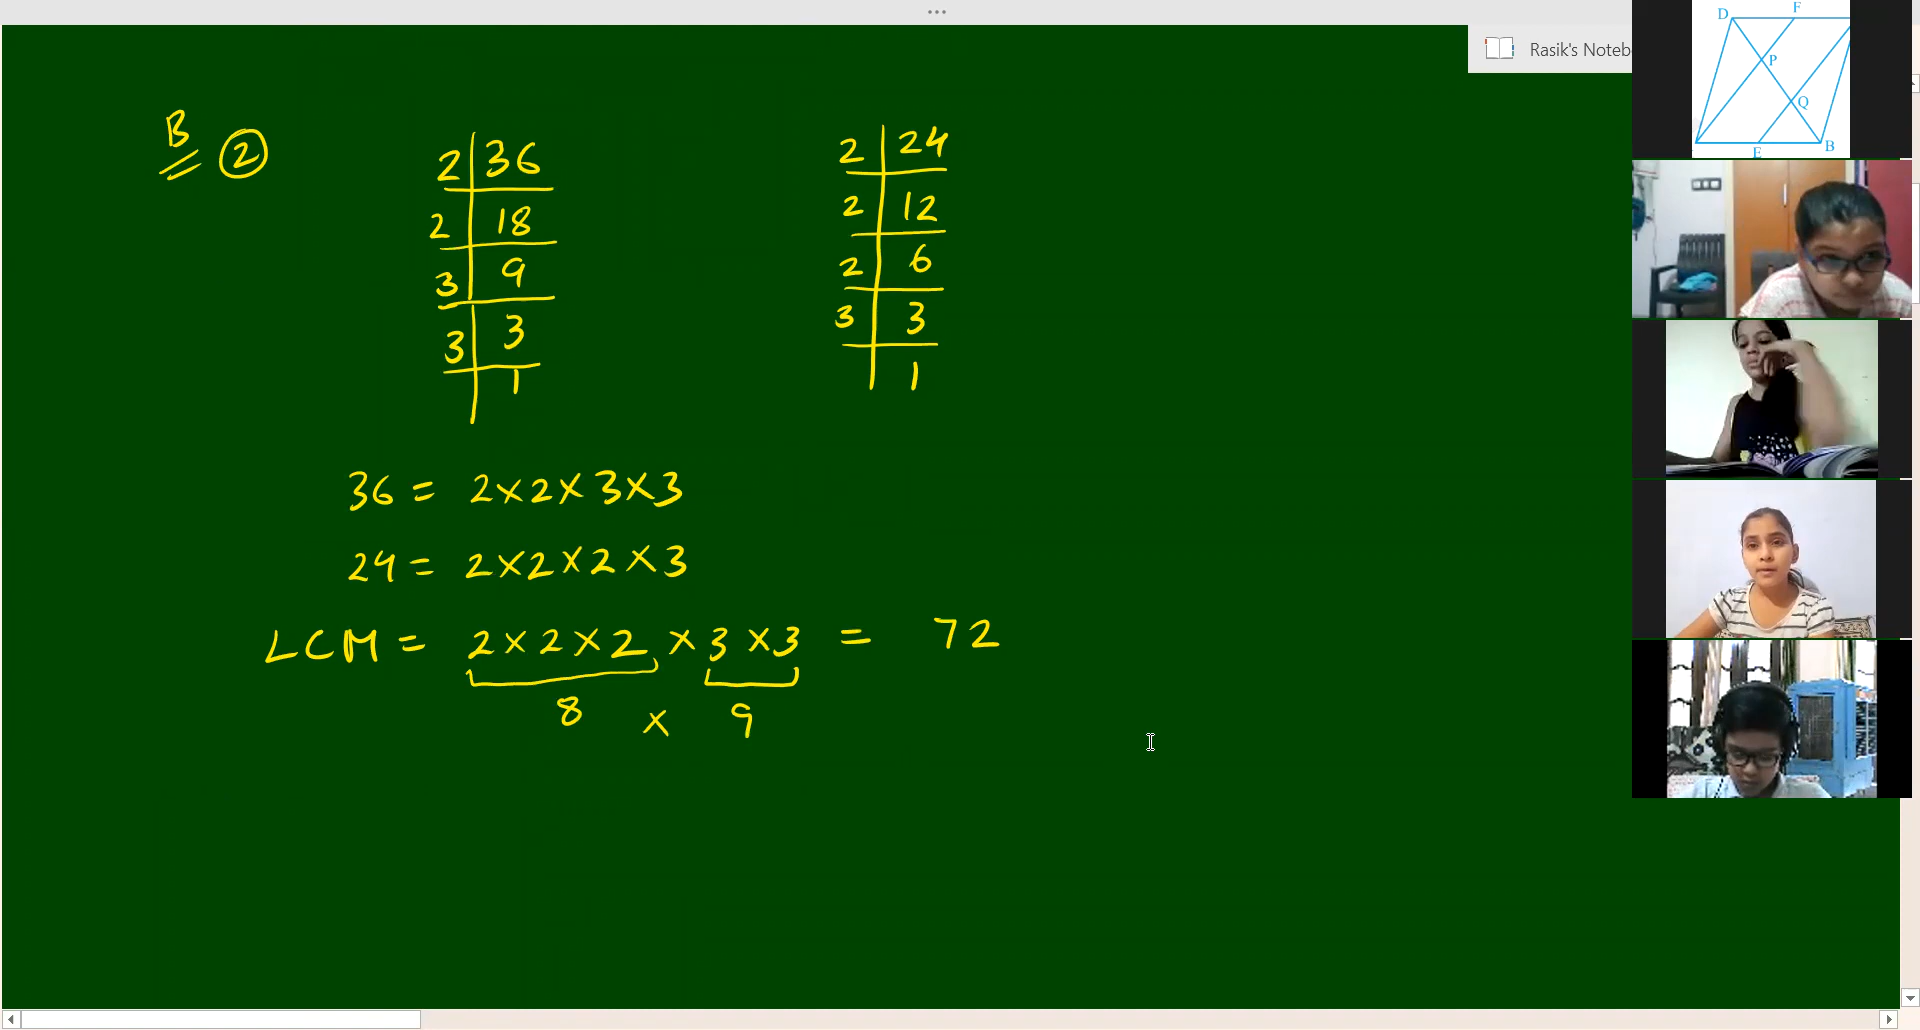 Rasik's Noteb
B ②
2 | 36
2 | 18
3 | 9
3 | 3
1
2 | 24
2 | 12
2 | 6
3 | 3
1
36 = 2×2×3×3
24 = 2×2×2×3
LCM = 2×2×2×3×3 = 72
8 × 9
D F
P
Q
E B